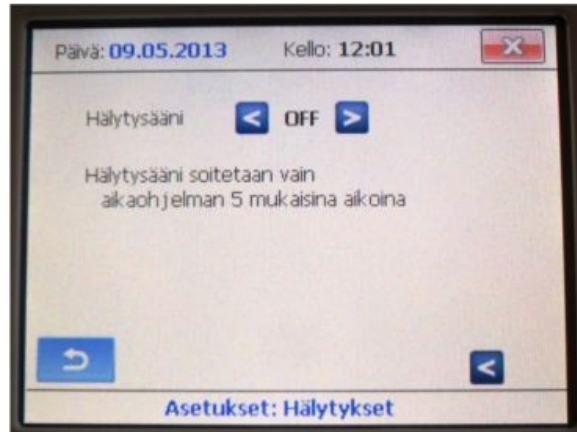 Päivä: 09.05.2013 Kello: 12:01
Hälytysääni < OFF >
Hälytysääni soitetaan vain
aikaohjelman 5 mukaisina aikoina
<
Asetukset: Hälytykset